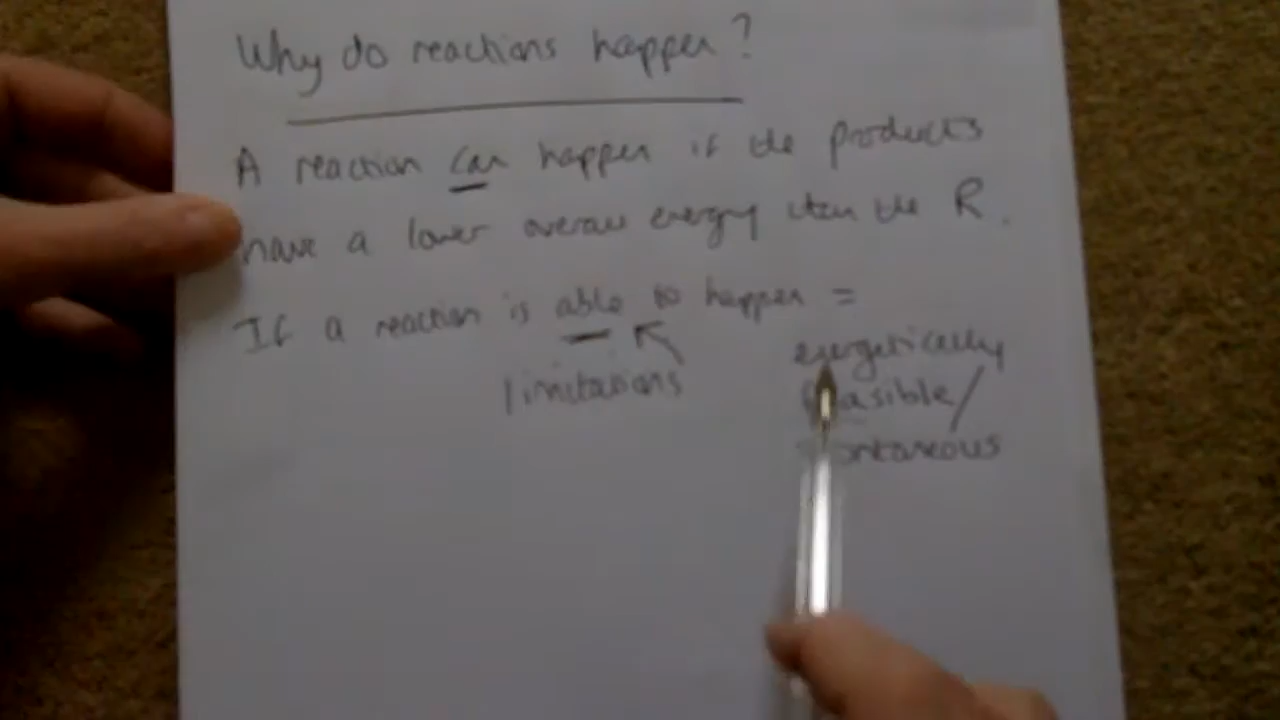 Why do reactions happen?
A reaction can happen if the products
have a lower overall energy than the R.
If a reaction is able to happen =
limitations
energetically
feasible/
spontaneous